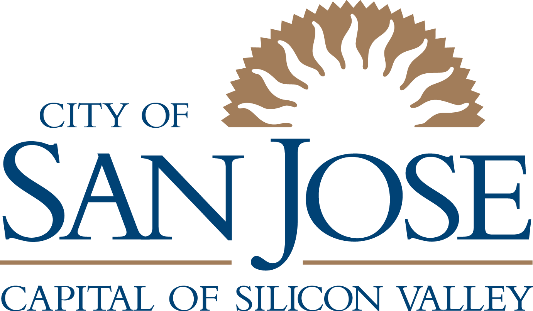 CITY OF
SAN JOSE
CAPITAL OF SILICON VALLEY